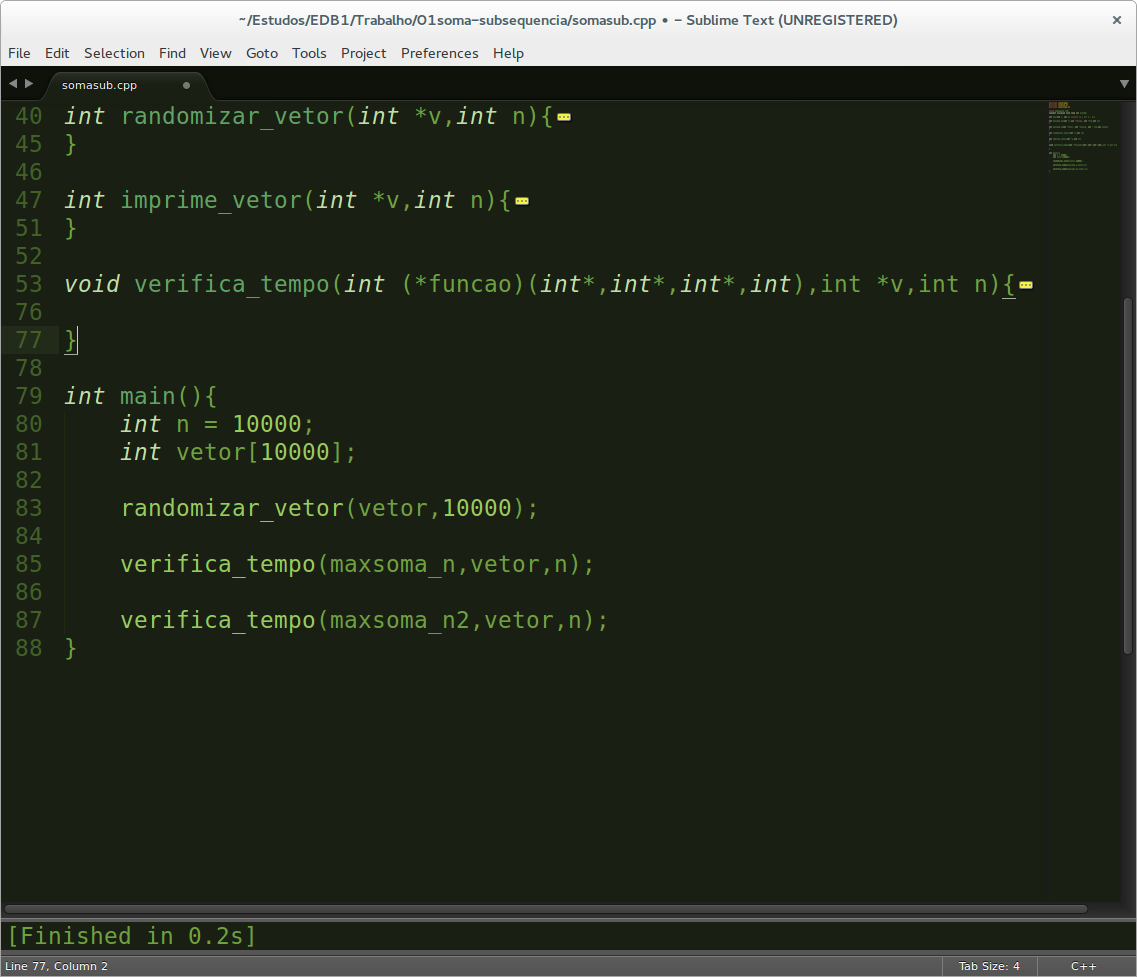 ~/Estudos/EDB1/Trabalho/01soma-subsequencia/somasub.cpp • – Sublime Text (UNREGISTERED)
File Edit Selection Find View Goto Tools Project Preferences Help
somasub.cpp
40 int randomizar_vetor(int *v,int n){
45 }
46
47 int imprime_vetor(int *v,int n){
51 }
52
53 void verifica_tempo(int (*funcao)(int*,int*,int*,int),int *v,int n){
76
77 }
78
79 int main(){
80     int n = 10000;
81     int vetor[10000];
82
83     randomizar_vetor(vetor,10000);
84
85     verifica_tempo(maxsoma_n,vetor,n);
86
87     verifica_tempo(maxsoma_n2,vetor,n);
88 }
[Finished in 0.2s]
Line 77, Column 2 Tab Size: 4 C++